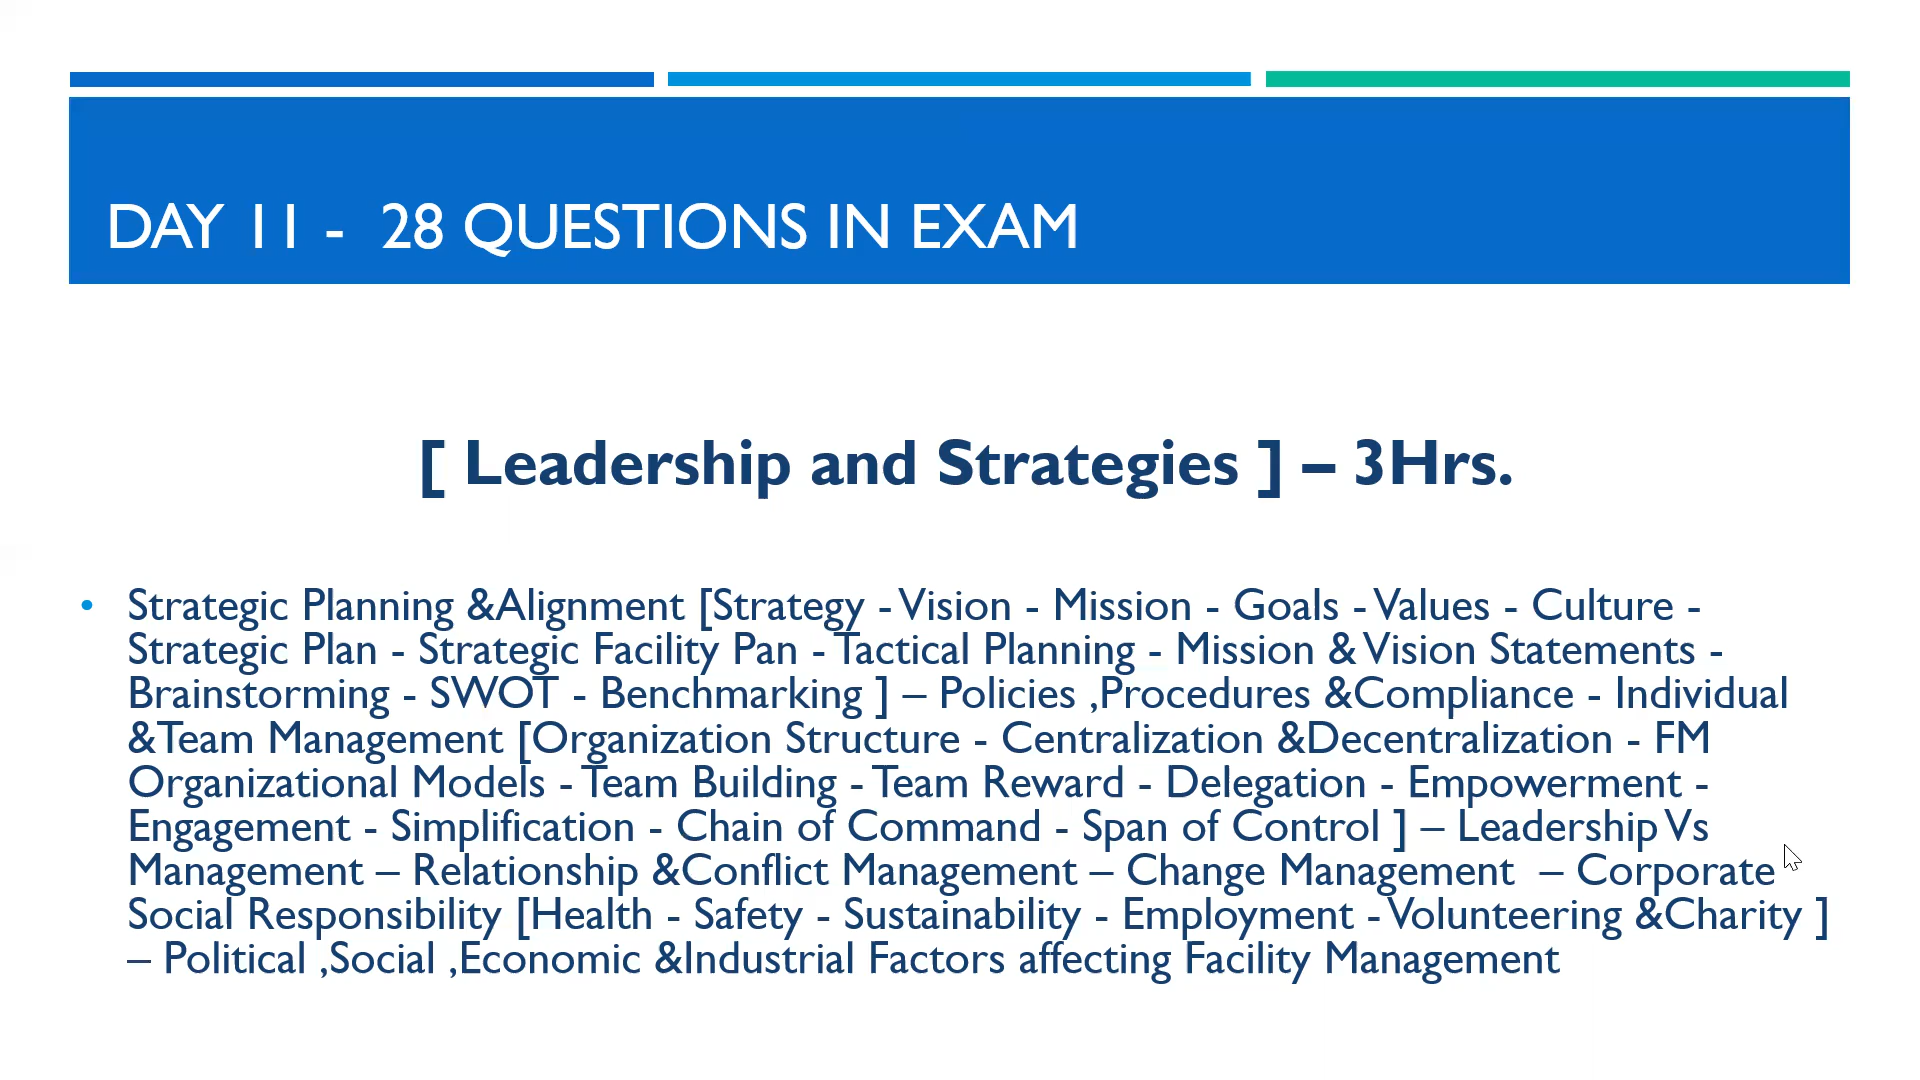 DAY 11 - 28 QUESTIONS IN EXAM
[ Leadership and Strategies ] – 3Hrs.
• Strategic Planning &Alignment [Strategy - Vision - Mission - Goals - Values - Culture -
Strategic Plan - Strategic Facility Pan - Tactical Planning - Mission & Vision Statements -
Brainstorming - SWOT - Benchmarking ] – Policies ,Procedures &Compliance - Individual
&Team Management [Organization Structure - Centralization &Decentralization - FM
Organizational Models - Team Building - Team Reward - Delegation - Empowerment -
Engagement - Simplification - Chain of Command - Span of Control ] – Leadership Vs
Management – Relationship &Conflict Management – Change Management – Corporate
Social Responsibility [Health - Safety - Sustainability - Employment - Volunteering &Charity ]
– Political ,Social ,Economic &Industrial Factors affecting Facility Management